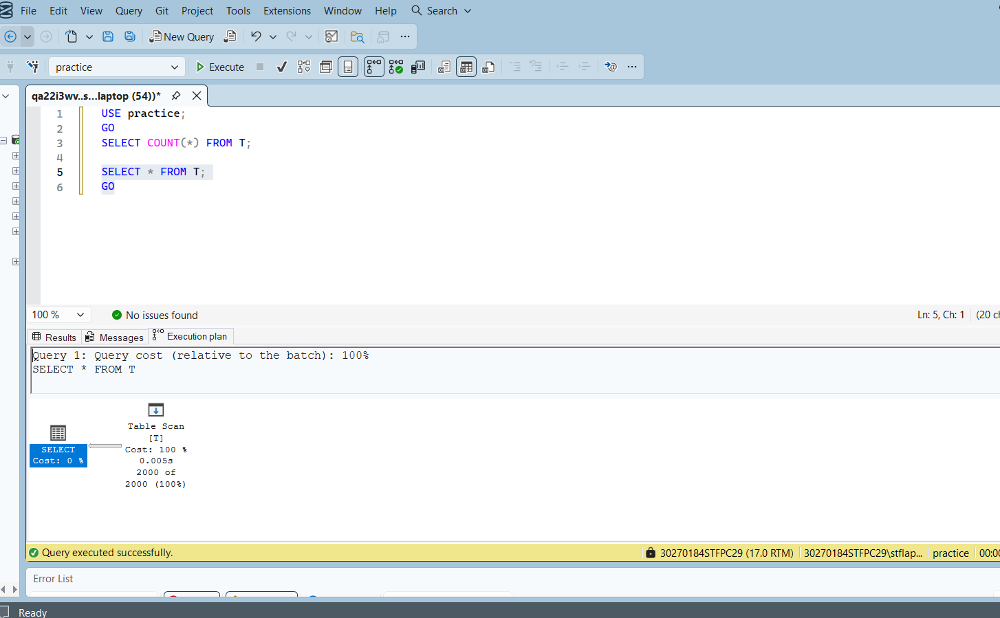 File Edit View Query Git Project Tools Extensions Window Help Search
New Query
practice Execute
qa22i3wv..s...laptop (54))*
1 USE practice;
2 GO
3 SELECT COUNT(*) FROM T;
4
5 SELECT * FROM T;
6 GO
100 % No issues found Ln: 5, Ch: 1 (20 ch
Results Messages Execution plan
Query 1: Query cost (relative to the batch): 100%
SELECT * FROM T
Table Scan
[T]
Cost: 100 %
0.005s
2000 of
2000 (100%)
SELECT
Cost: 0 %
Query executed successfully. 30270184STFPC29 (17.0 RTM) 30270184STFPC29\stflap... practice 00:00
Error List
Ready